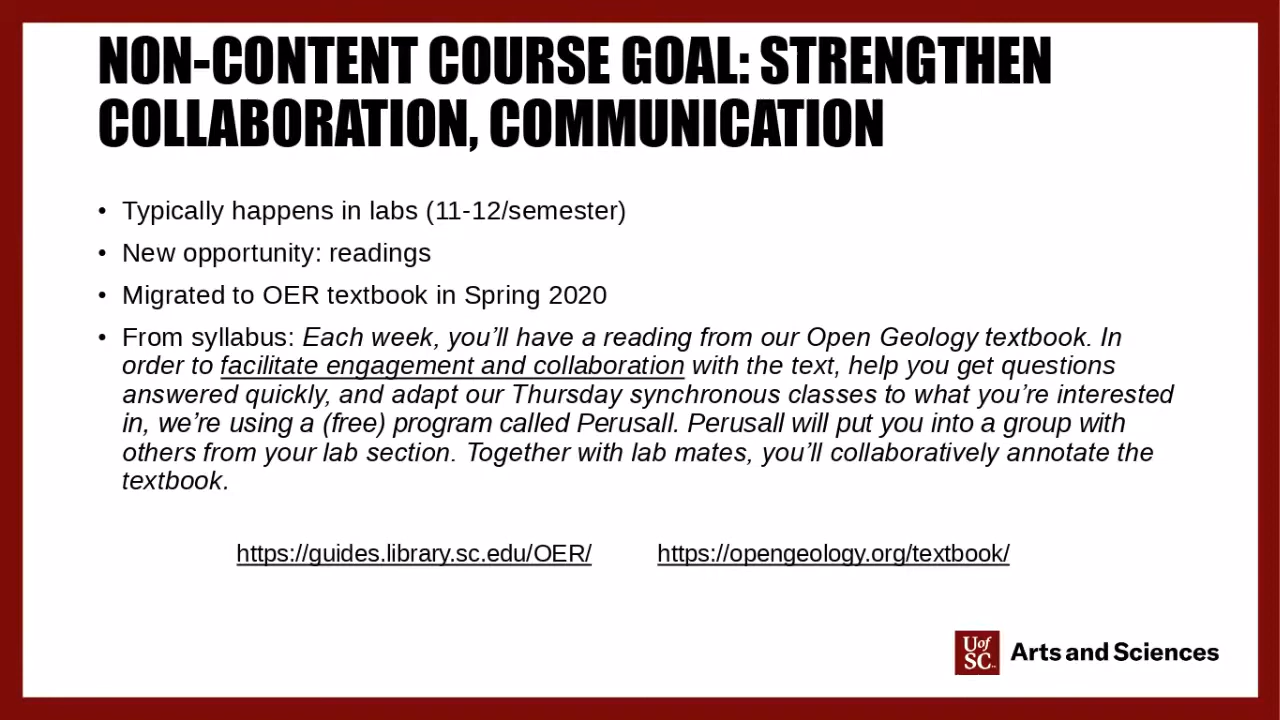 NON-CONTENT COURSE GOAL: STRENGTHEN
COLLABORATION, COMMUNICATION
• Typically happens in labs (11-12/semester)
• New opportunity: readings
• Migrated to OER textbook in Spring 2020
• From syllabus: Each week, you’ll have a reading from our Open Geology textbook. In
order to facilitate engagement and collaboration with the text, help you get questions
answered quickly, and adapt our Thursday synchronous classes to what you’re interested
in, we’re using a (free) program called Perusall. Perusall will put you into a group with
others from your lab section. Together with lab mates, you’ll collaboratively annotate the
textbook.
https://guides.library.sc.edu/OER/ https://opengeology.org/textbook/
U of
SC
Arts and Sciences